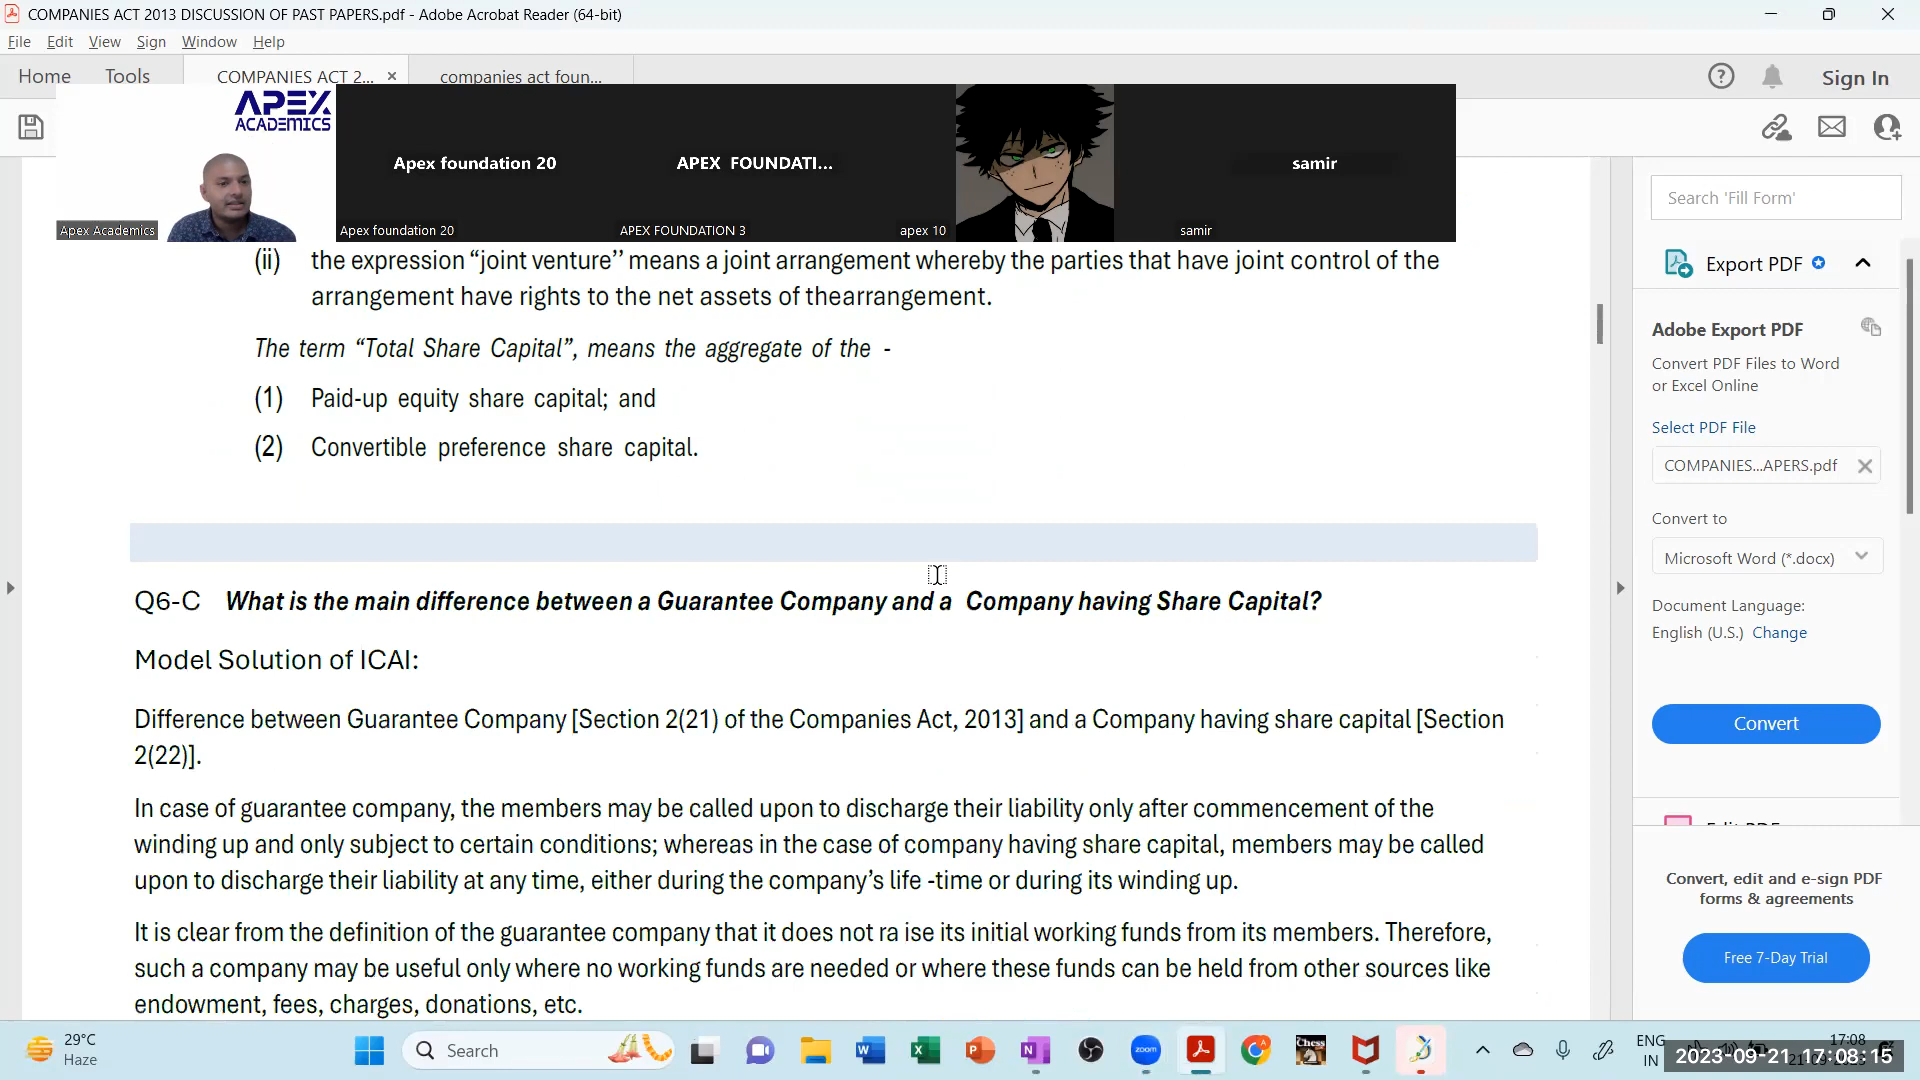 COMPANIES ACT 2013 DISCUSSION OF PAST PAPERS.pdf - Adobe Acrobat Reader (64-bit)
File Edit View Sign Window Help
Home Tools COMPANIES ACT 2... × companies act foun... Sign In
APEX
ACADEMICS
Apex foundation 20 APEX FOUNDATI... samir
Apex Academics Apex foundation 20 APEX FOUNDATION 3 apex 10 samir
Search 'Fill Form'
(ii) the expression “joint venture’’ means a joint arrangement whereby the parties that have joint control of the
arrangement have rights to the net assets of thearrangement.
The term “Total Share Capital”, means the aggregate of the -
(1) Paid-up equity share capital; and
(2) Convertible preference share capital.
Q6-C What is the main difference between a Guarantee Company and a Company having Share Capital?
Model Solution of ICAI:
Difference between Guarantee Company [Section 2(21) of the Companies Act, 2013] and a Company having share capital [Section
2(22)].
In case of guarantee company, the members may be called upon to discharge their liability only after commencement of the
winding up and only subject to certain conditions; whereas in the case of company having share capital, members may be called
upon to discharge their liability at any time, either during the company’s life -time or during its winding up.
It is clear from the definition of the guarantee company that it does not ra ise its initial working funds from its members. Therefore,
such a company may be useful only where no working funds are needed or where these funds can be held from other sources like
endowment, fees, charges, donations, etc.
Export PDF
Adobe Export PDF
Convert PDF Files to Word
or Excel Online
Select PDF File
COMPANIES...APERS.pdf
Convert to
Microsoft Word (*.docx)
Document Language:
English (U.S.) Change
Convert
Convert, edit and e-sign PDF
forms & agreements
Free 7-Day Trial
29°C
Haze
Search
Chess
zoom
ENG
IN
17:08
2023-09-21 17:08:15